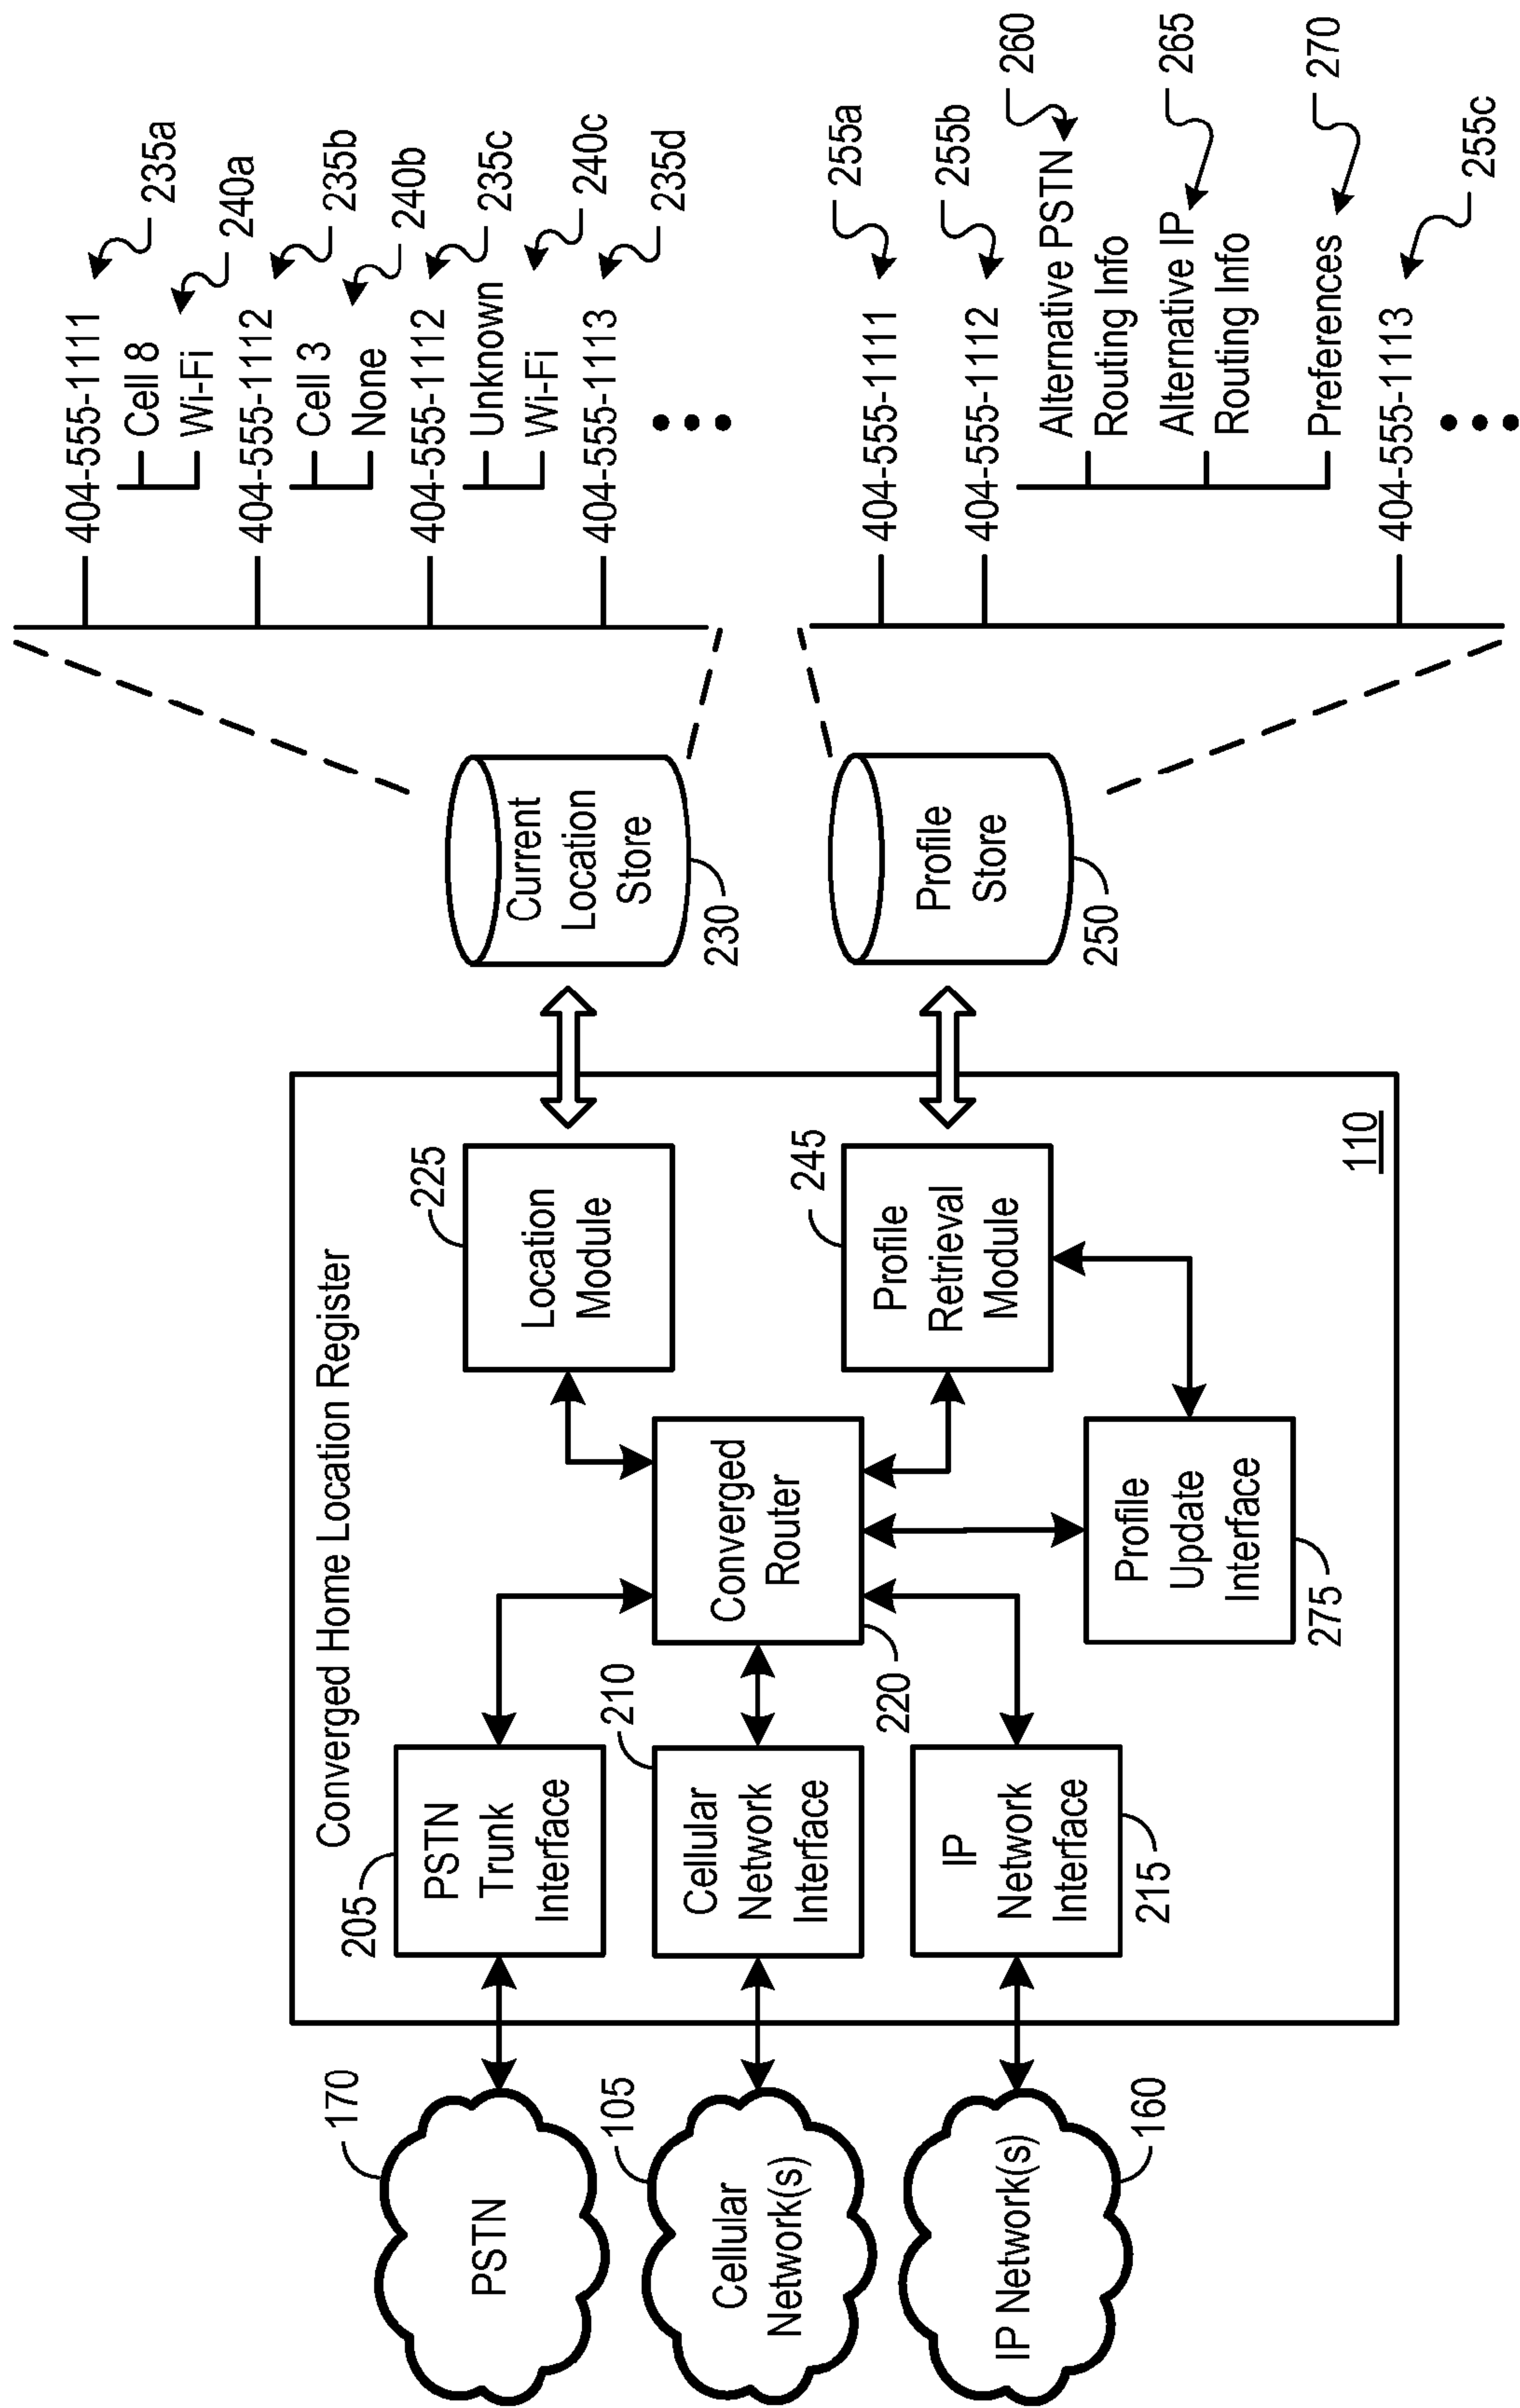 Converged Home Location Register
110
170
PSTN
105
Cellular
Network(s)
160
IP Network(s)
205
PSTN
Trunk
Interface
210
Cellular
Network
Interface
215
IP
Network
Interface
220
Converged
Router
225
Location
Module
245
Profile
Retrieval
Module
275
Profile
Update
Interface
Current
Location
Store
230
Profile
Store
250
404-555-1111
235a
Cell 8
240a
Wi-Fi
404-555-1112
235b
Cell 3
240b
None
404-555-1112
235c
Unknown
240c
Wi-Fi
404-555-1113
235d
404-555-1111
255a
404-555-1112
255b
Alternative PSTN
Routing Info
260
Alternative IP
Routing Info
265
Preferences
270
404-555-1113
255c